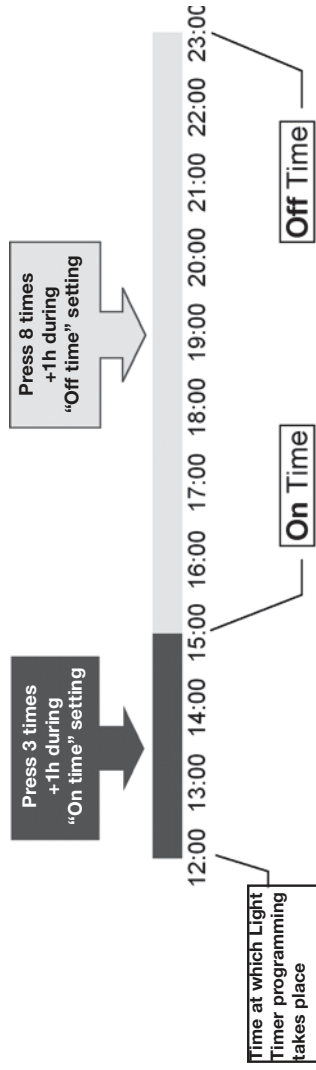 Press 3 times
+1h during
“On time” setting
Press 8 times
+1h during
“Off time” setting
12:00 13:00 14:00 15:00 16:00 17:00 18:00 19:00 20:00 21:00 22:00 23:00
Time at which Light
Timer programming
takes place
On Time
Off Time